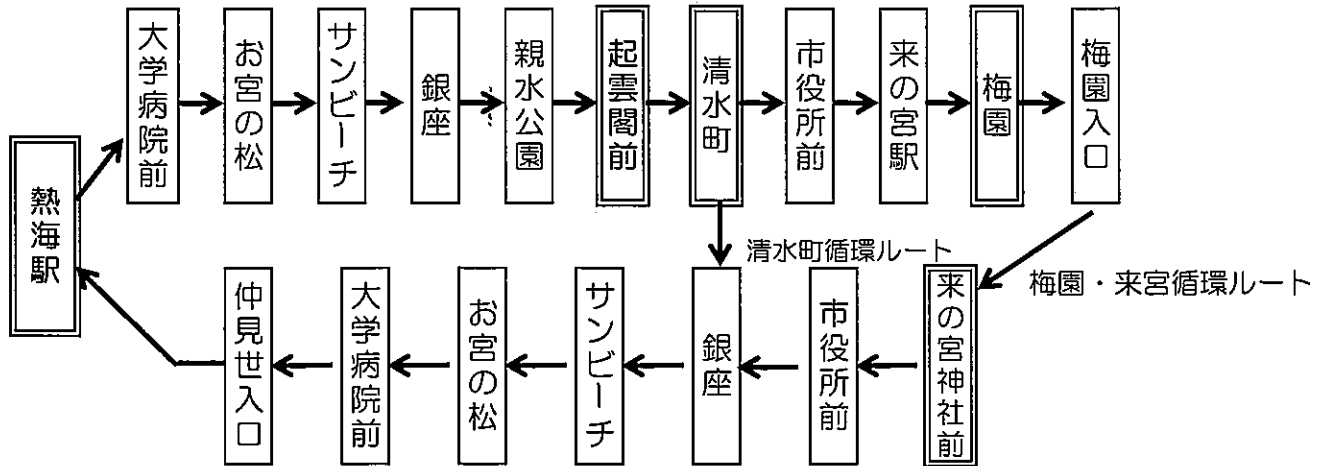 熱海駅
大学病院前
お宮の松
サンビーチ
銀座
親水公園
起雲閣前
清水町
市役所前
来の宮駅
梅園
梅園入口
清水町循環ルート
梅園・来宮循環ルート
来の宮神社前
市役所前
銀座
サンビーチ
お宮の松
大学病院前
仲見世入口